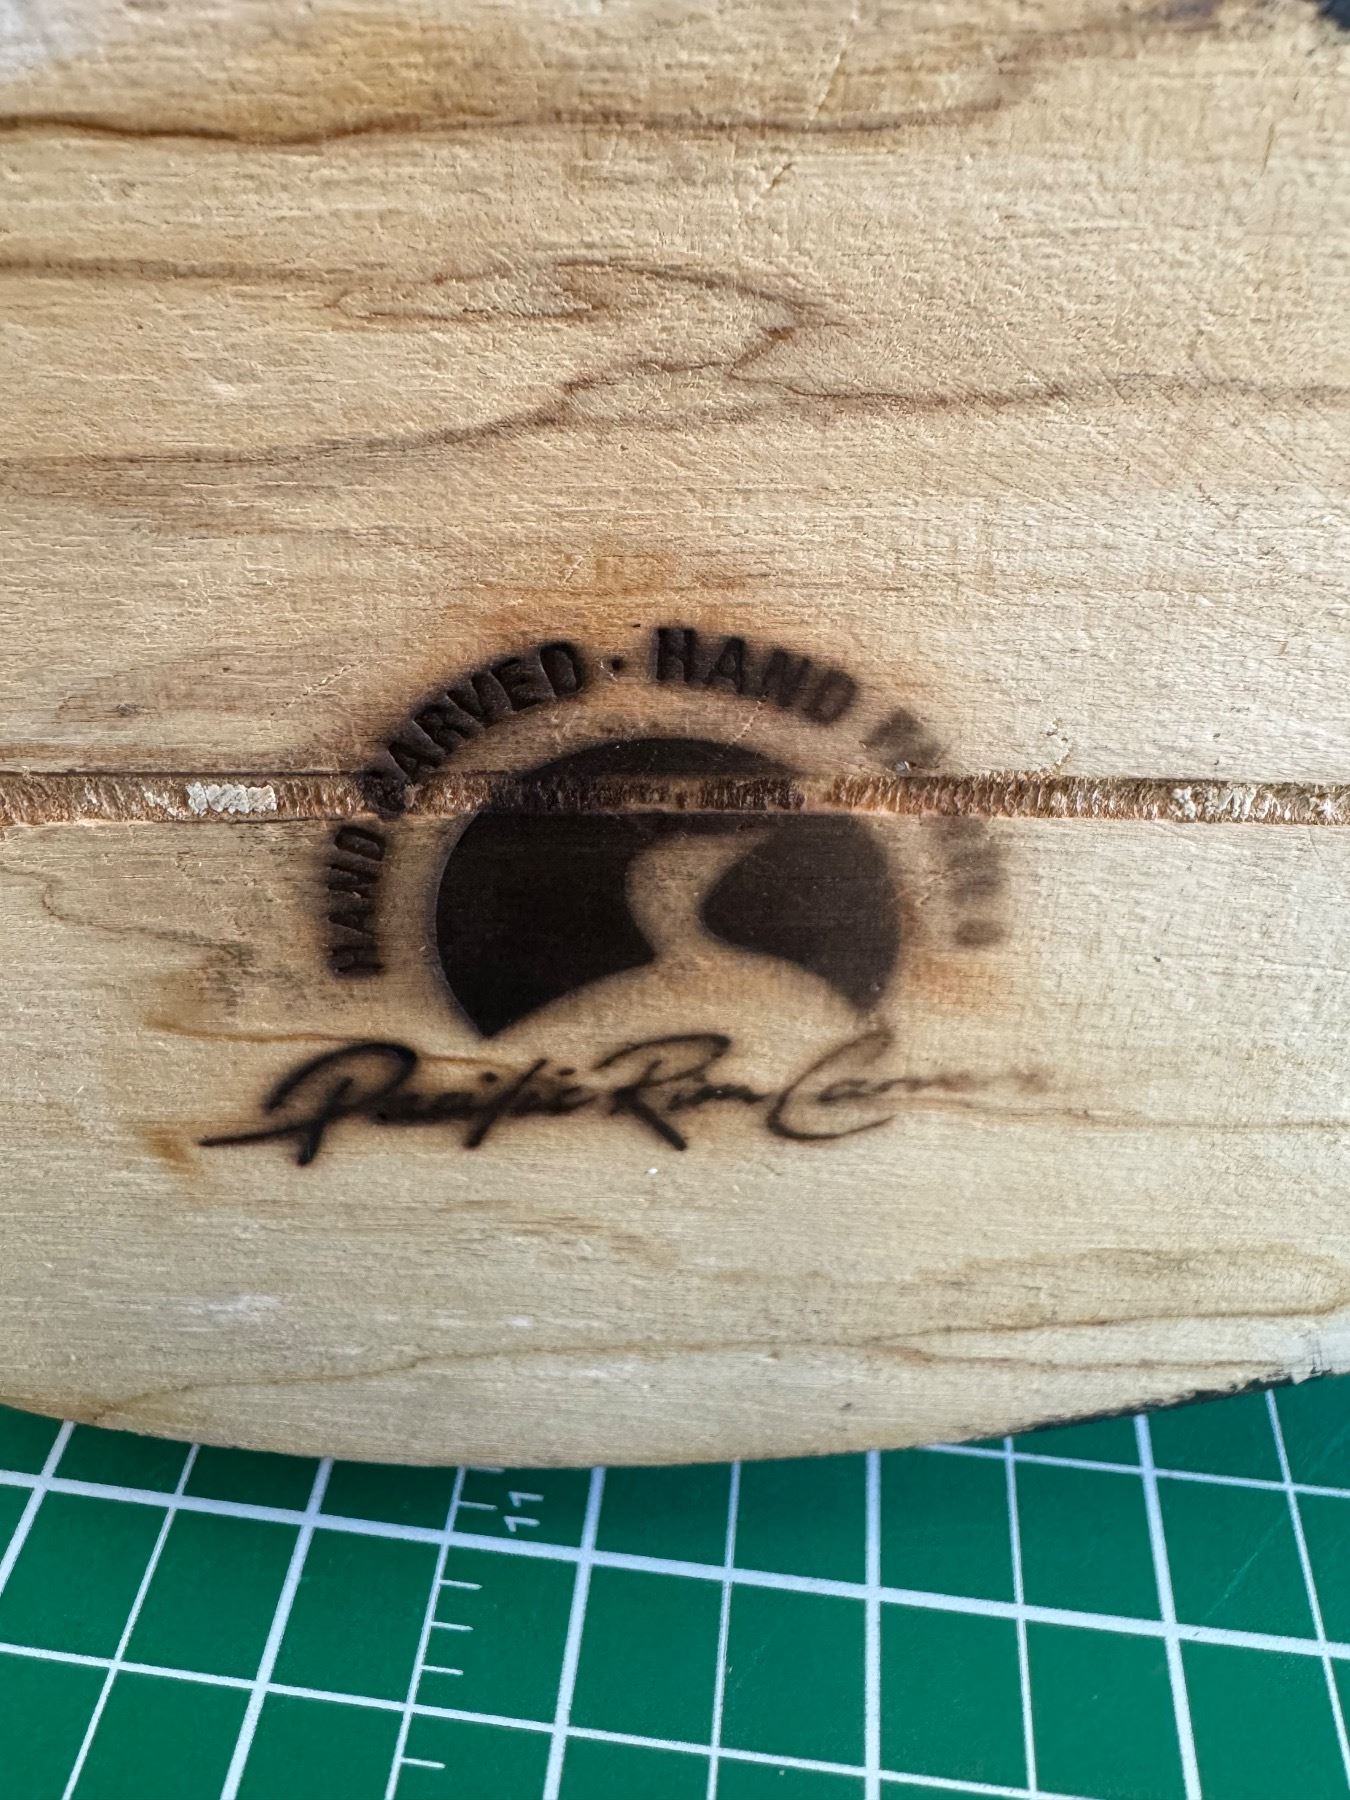 HAND CARVED · HAND
Pacific Rim
11